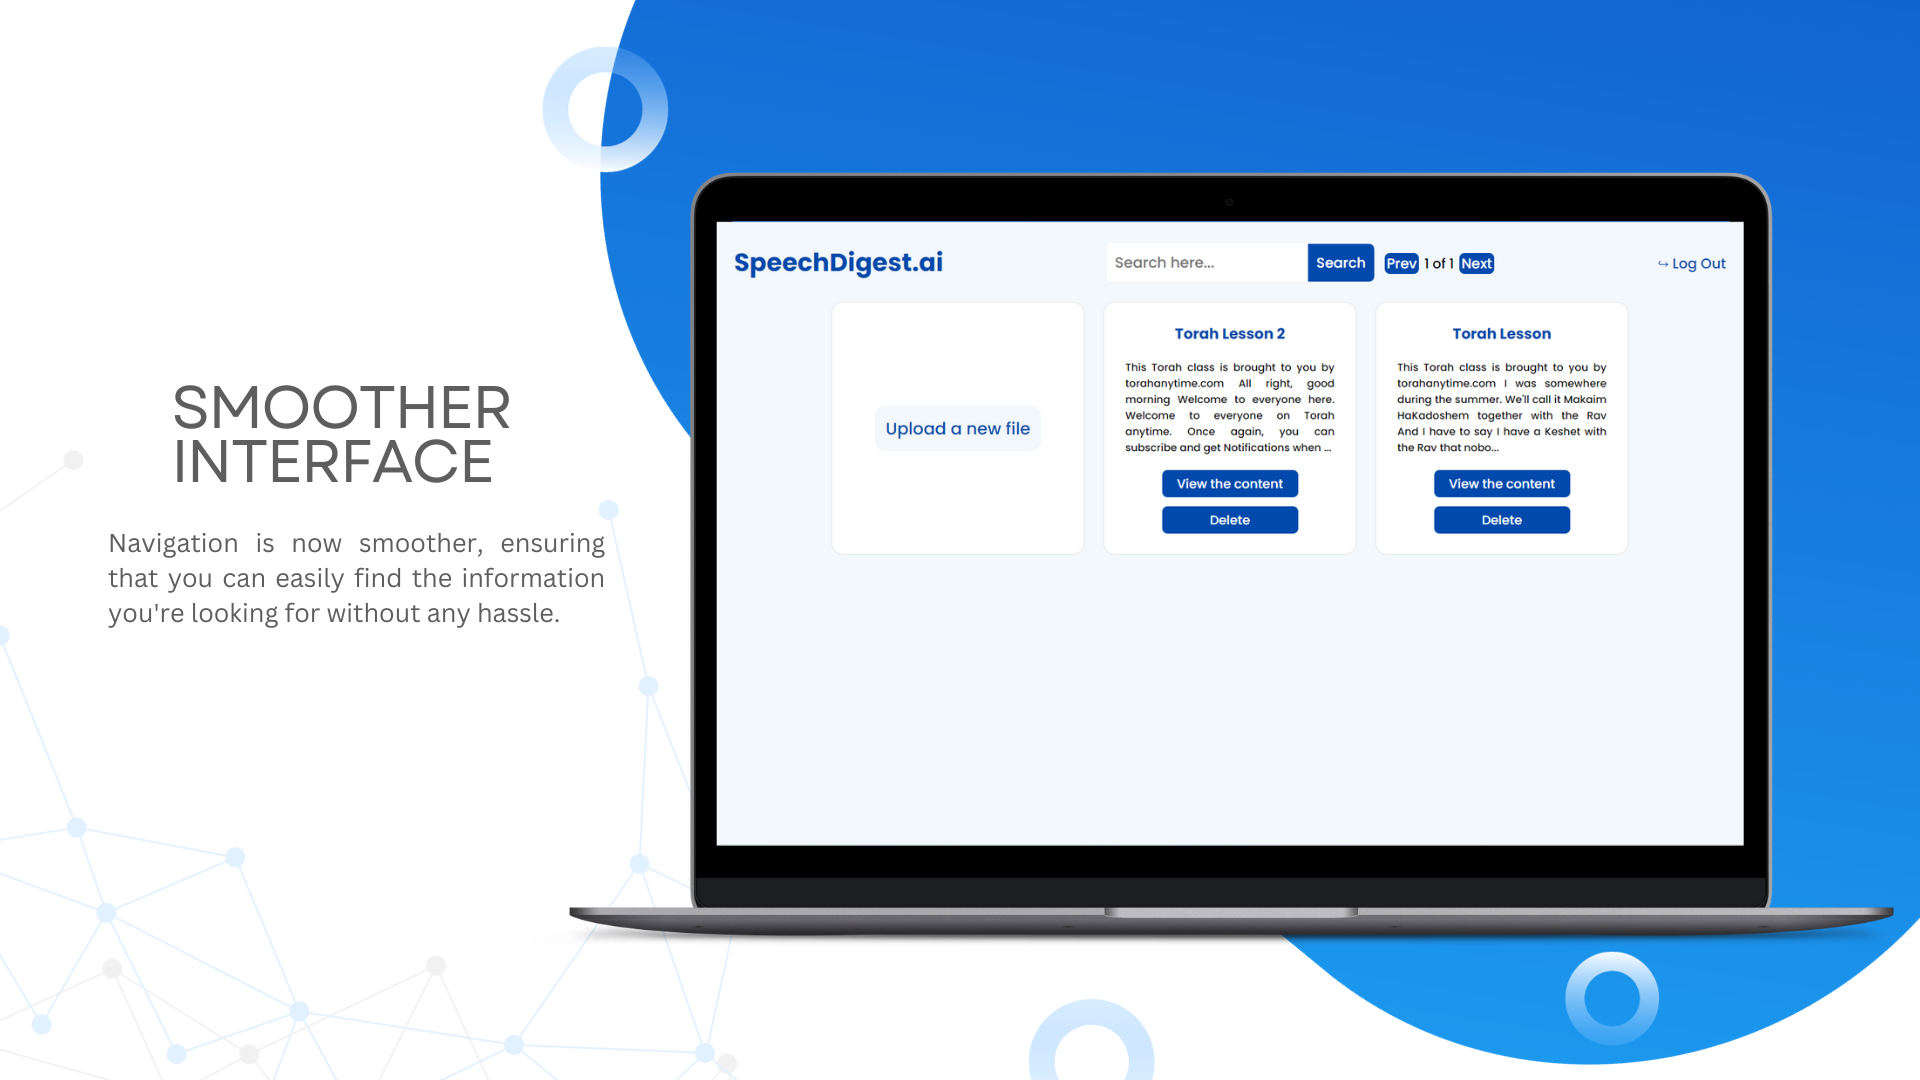 SMOOTHER
INTERFACE
Navigation is now smoother, ensuring
that you can easily find the information
you're looking for without any hassle.
SpeechDigest.ai
Search here...
Search
Prev 1 of 1 Next
↪ Log Out
Upload a new file
Torah Lesson 2
This Torah class is brought to you by
torahanytime.com All right, good
morning Welcome to everyone here.
Welcome to everyone on Torah
anytime. Once again, you can
subscribe and get Notifications when ...
View the content
Delete
Torah Lesson
This Torah class is brought to you by
torahanytime.com I was somewhere
during the summer. We'll call it Makaim
HaKadoshem together with the Rav
And I have to say I have a Keshet with
the Rav that nobo...
View the content
Delete